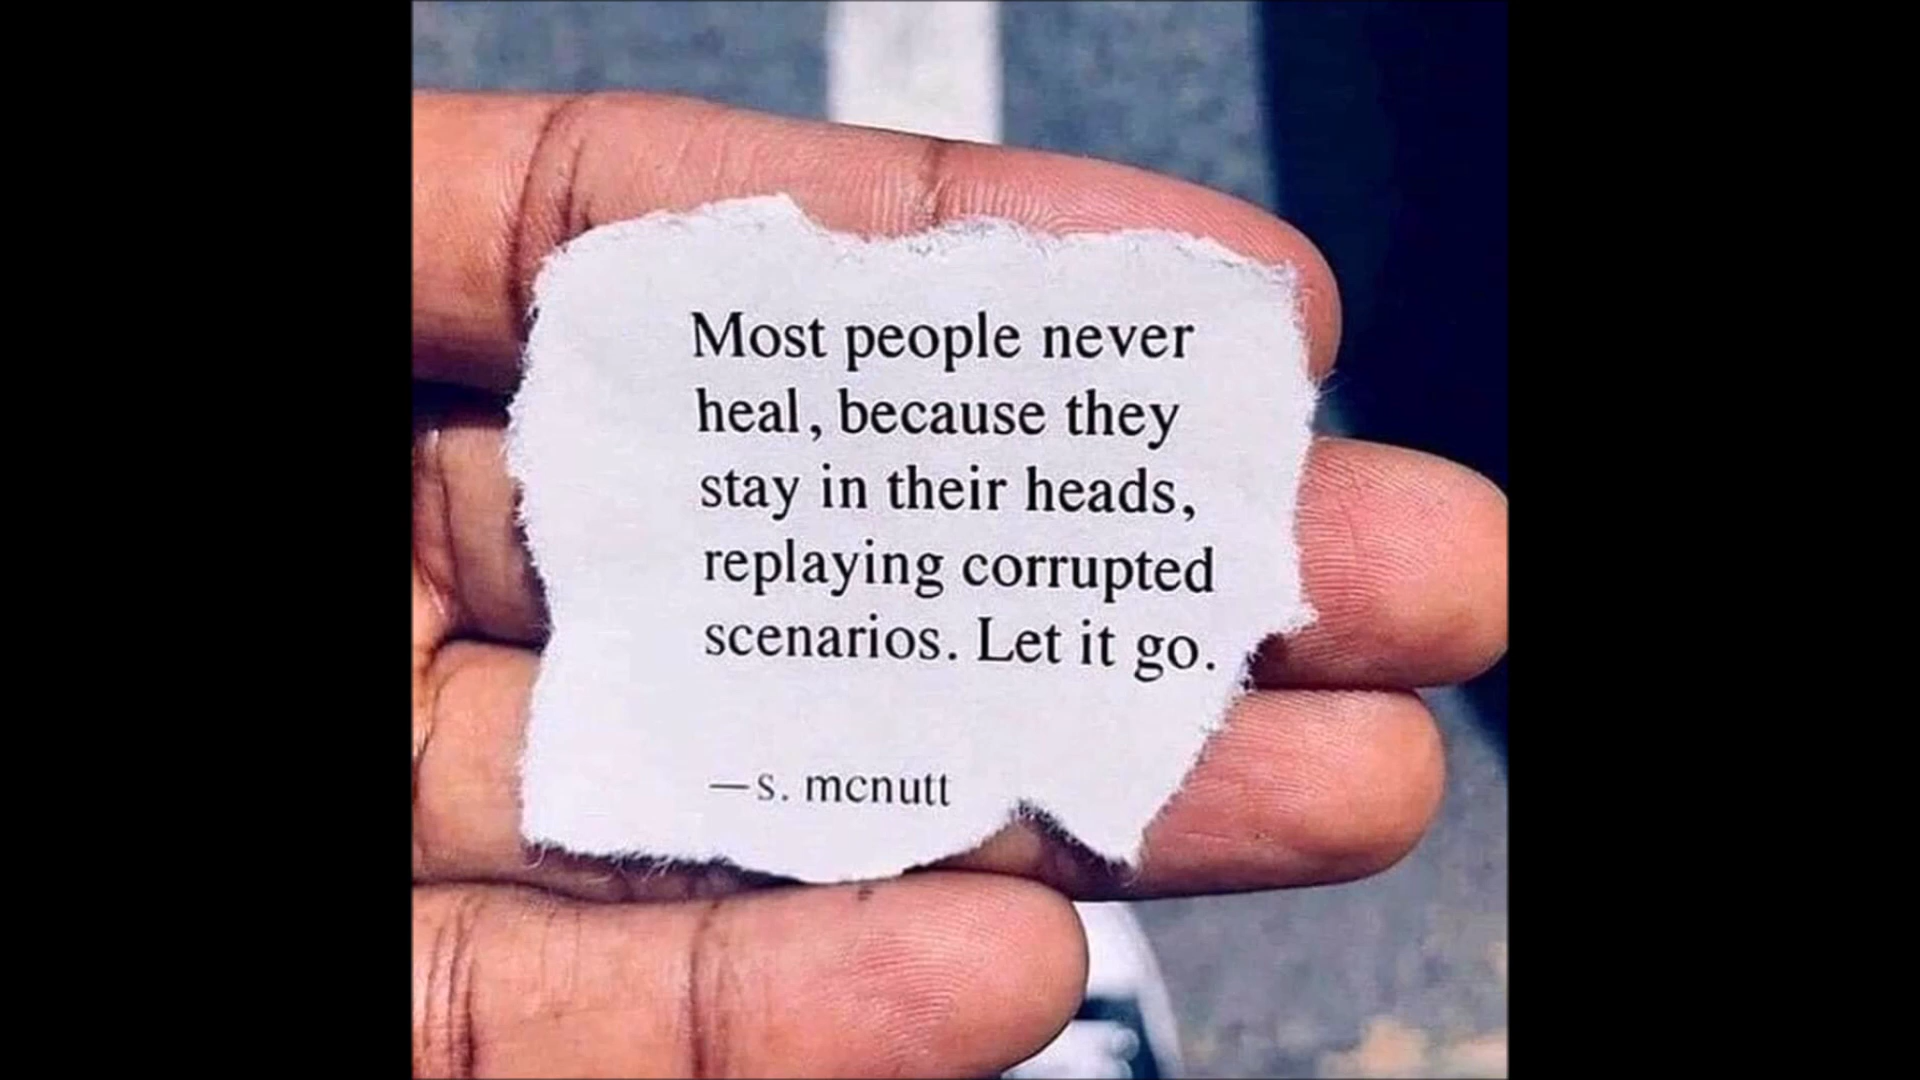 Most people never
heal, because they
stay in their heads,
replaying corrupted
scenarios. Let it go.
—s. mcnutt